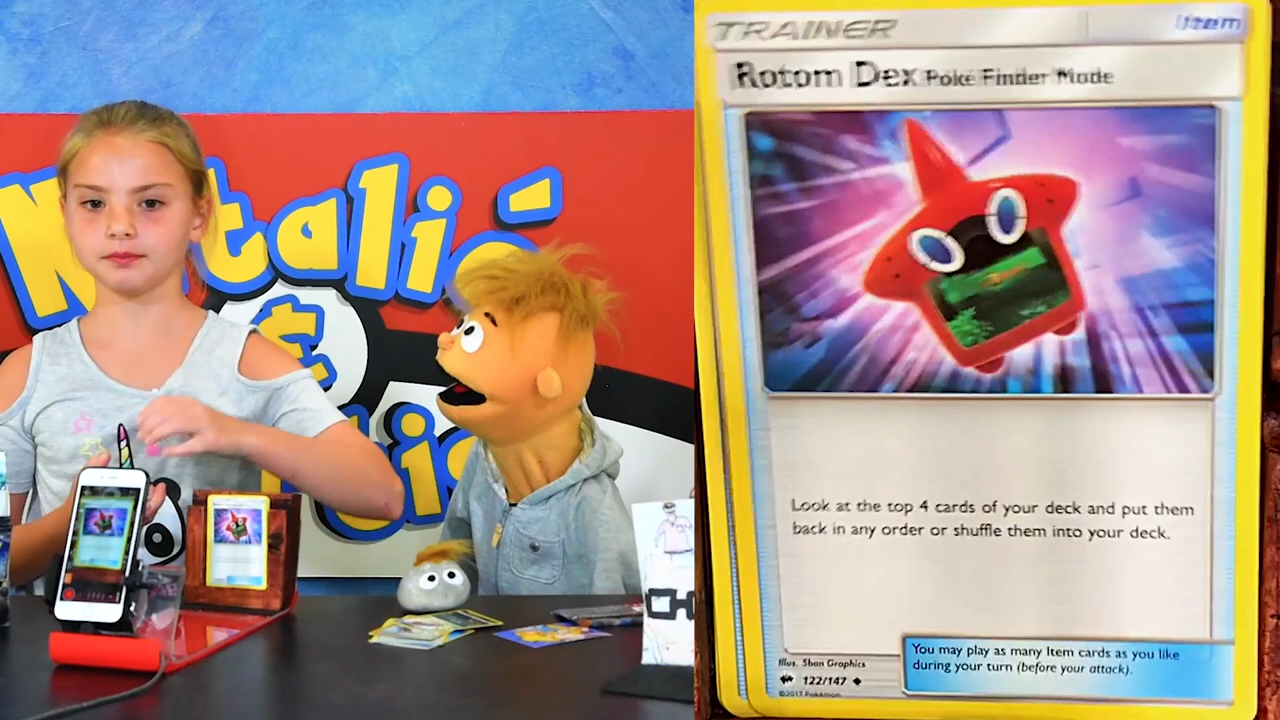 Natalie
&
TRAINER
Item
Rotom Dex Poké Finder Mode
Look at the top 4 cards of your deck and put them
back in any order or shuffle them into your deck.
You may play as many Item cards as you like
during your turn (before your attack).
Illus. 5ban Graphics
122/147
©2017 Pokémon